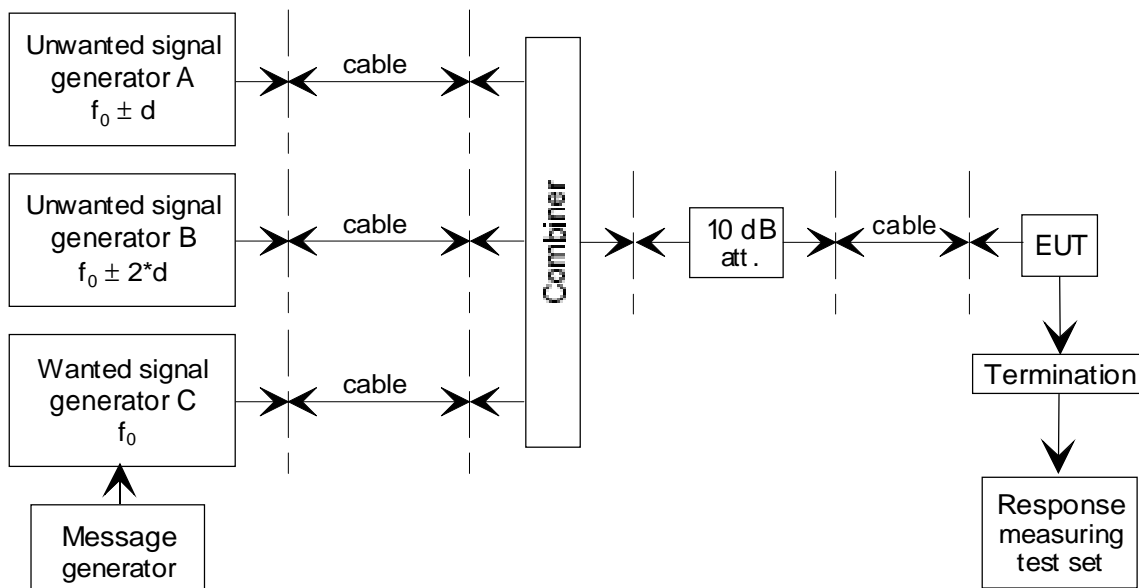 Unwanted signal
generator A
f₀ ± d
cable
Unwanted signal
generator B
f₀ ± 2*d
cable
Wanted signal
generator C
f₀
cable
Message
generator
Combiner
10 dB
att.
cable
EUT
Termination
Response
measuring
test set